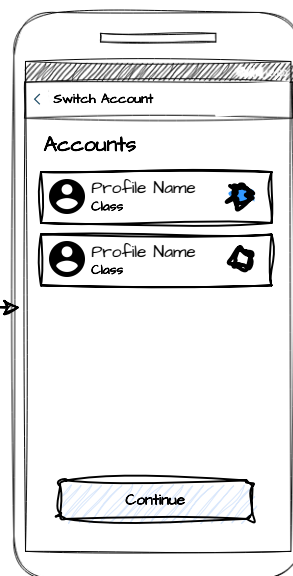 Switch Account
Accounts
Profile Name
Class
Profile Name
Class
Continue